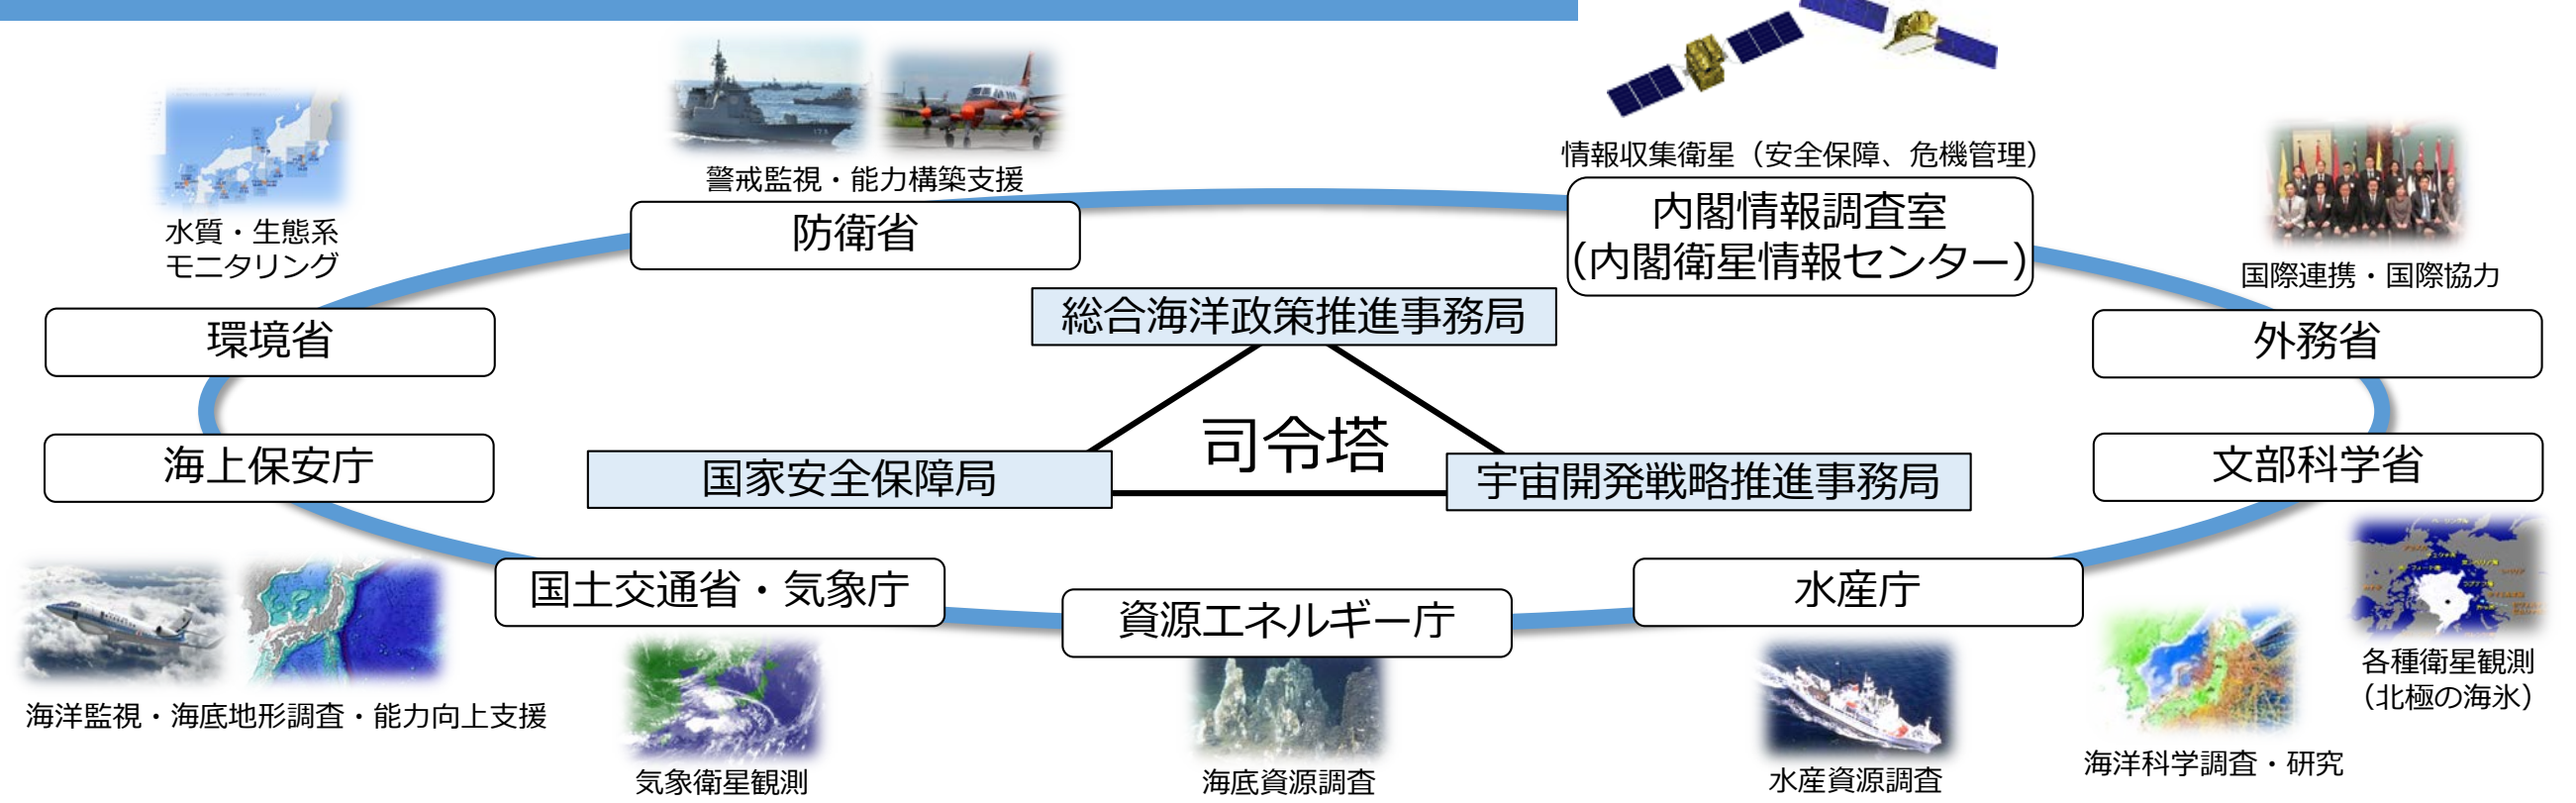 情報収集衛星（安全保障、危機管理）
警戒監視・能力構築支援
水質・生態系
モニタリング
国際連携・国際協力
防衛省
内閣情報調査室
（内閣衛星情報センター）
環境省
総合海洋政策推進事務局
外務省
司令塔
海上保安庁
国家安全保障局
宇宙開発戦略推進事務局
文部科学省
国土交通省・気象庁
資源エネルギー庁
水産庁
海洋監視・海底地形調査・能力向上支援
気象衛星観測
海底資源調査
水産資源調査
海洋科学調査・研究
各種衛星観測
（北極の海氷）